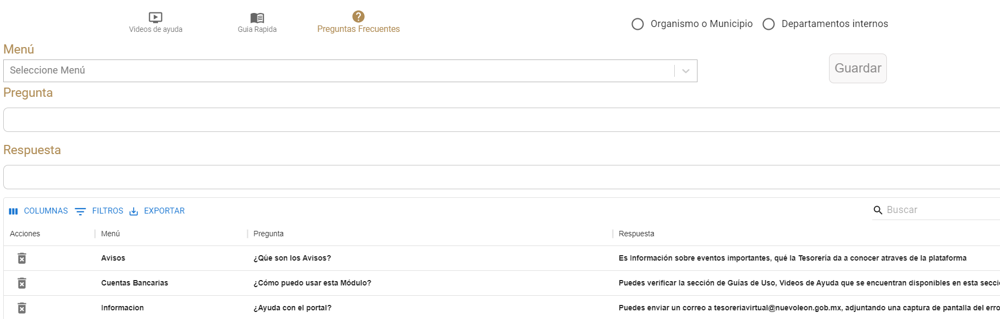 Videos de ayuda
Guia Rapida
Preguntas Frecuentes
Organismo o Municipio
Departamentos internos
Menú
Seleccione Menú
Guardar
Pregunta
Respuesta
COLUMNAS FILTROS EXPORTAR
Buscar
Acciones Menú Pregunta Respuesta
Avisos ¿Qúe son los Avisos? Es Información sobre eventos importantes, qué la Tesorería da a conocer atraves de la plataforma
Cuentas Bancarias ¿Cómo puedo usar esta Módulo? Puedes verificar la sección de Guías de Uso, Videos de Ayuda que se encuentran disponibles en esta secci
Informacion ¿Ayuda con el portal? Puedes enviar un correo a tesoreriavirtual@nuevoleon.gob.mx, adjuntando una captura de pantalla del erro